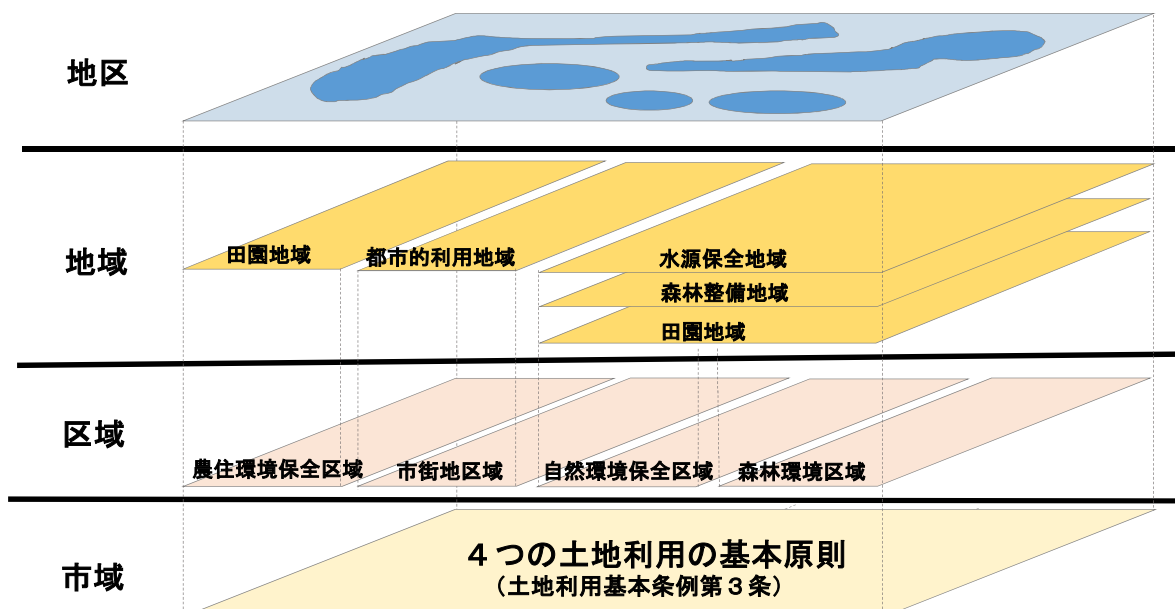 地区
地域
田園地域
都市的利用地域
水源保全地域
森林整備地域
田園地域
区域
農住環境保全区域
市街地区域
自然環境保全区域
森林環境区域
市域
４つの土地利用の基本原則
（土地利用基本条例第３条）